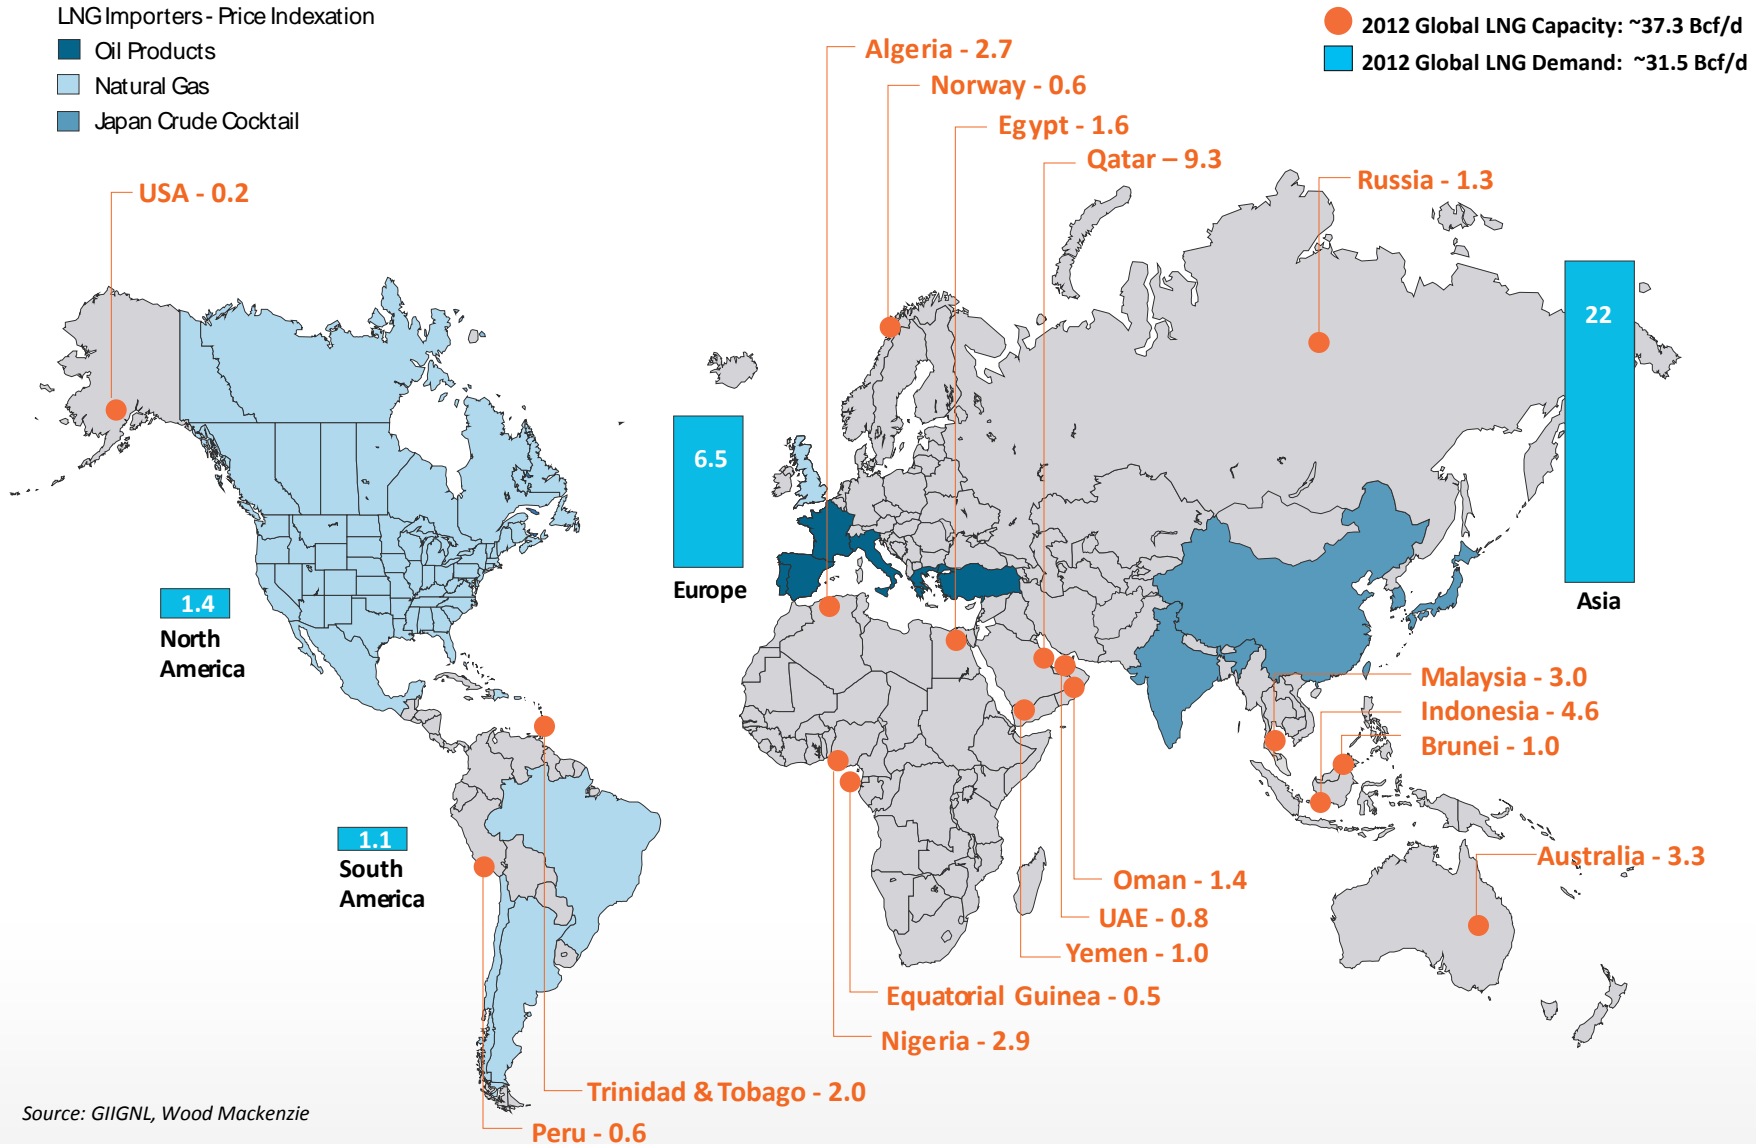 LNG Importers - Price Indexation
Oil Products
Natural Gas
Japan Crude Cocktail
2012 Global LNG Capacity: ~37.3 Bcf/d
2012 Global LNG Demand: ~31.5 Bcf/d
Algeria - 2.7
Norway - 0.6
Egypt - 1.6
Qatar – 9.3
Russia - 1.3
USA - 0.2
22
Asia
6.5
Europe
1.4
North
America
Malaysia - 3.0
Indonesia - 4.6
Brunei - 1.0
1.1
South
America
Australia - 3.3
Oman - 1.4
UAE - 0.8
Yemen - 1.0
Equatorial Guinea - 0.5
Nigeria - 2.9
Trinidad & Tobago - 2.0
Peru - 0.6
Source: GIIGNL, Wood Mackenzie